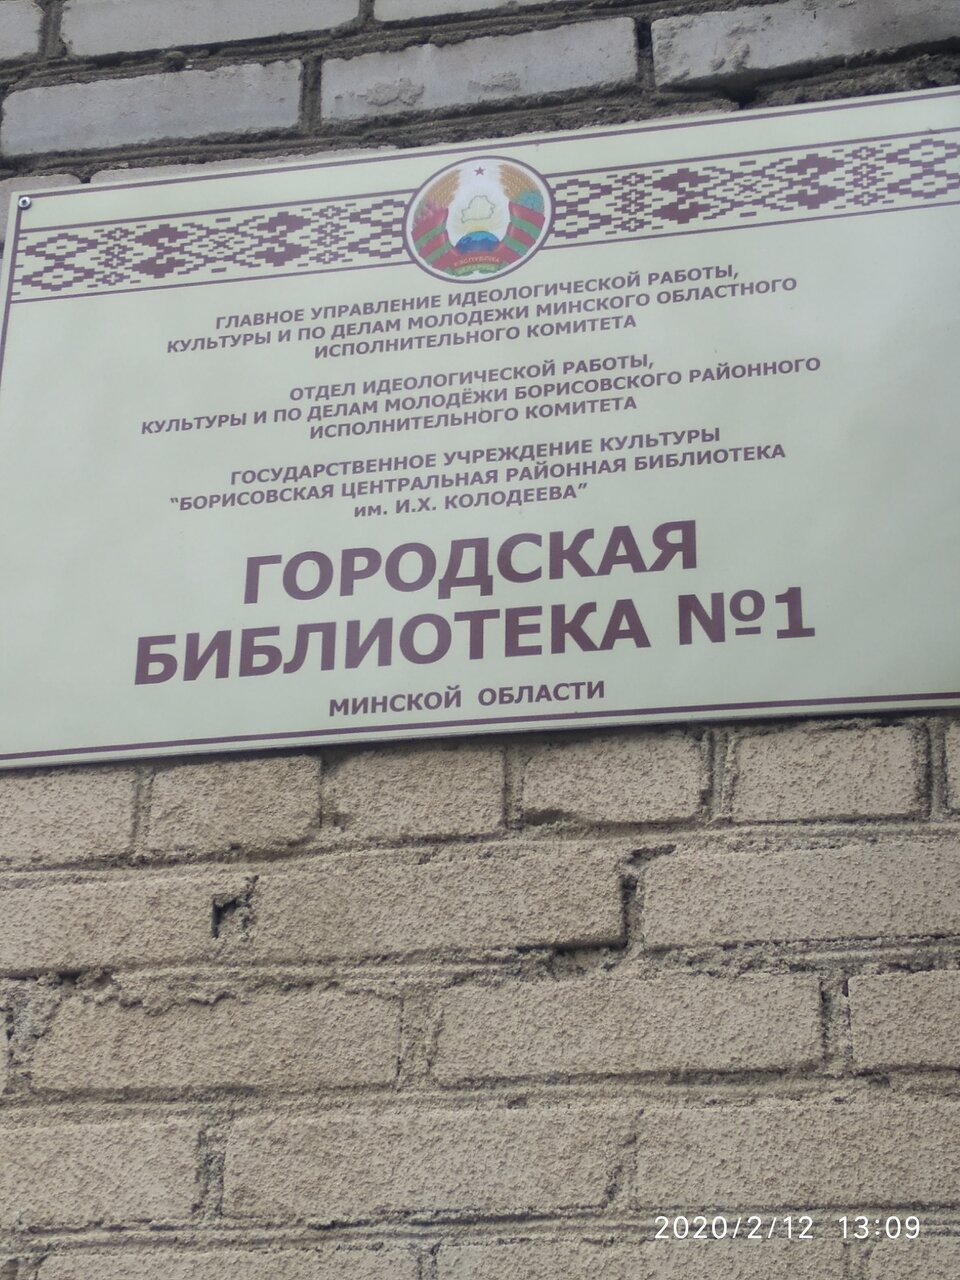 ГЛАВНОЕ УПРАВЛЕНИЕ ИДЕОЛОГИЧЕСКОЙ РАБОТЫ,
КУЛЬТУРЫ И ПО ДЕЛАМ МОЛОДЕЖИ МИНСКОГО ОБЛАСТНОГО
ИСПОЛНИТЕЛЬНОГО КОМИТЕТА
ОТДЕЛ ИДЕОЛОГИЧЕСКОЙ РАБОТЫ,
КУЛЬТУРЫ И ПО ДЕЛАМ МОЛОДЁЖИ БОРИСОВСКОГО РАЙОННОГО
ИСПОЛНИТЕЛЬНОГО КОМИТЕТА
ГОСУДАРСТВЕННОЕ УЧРЕЖДЕНИЕ КУЛЬТУРЫ
“БОРИСОВСКАЯ ЦЕНТРАЛЬНАЯ РАЙОННАЯ БИБЛИОТЕКА
им. И.Х. КОЛОДЕЕВА”
ГОРОДСКАЯ
БИБЛИОТЕКА №1
МИНСКОЙ ОБЛАСТИ
2020/2/12 13:09